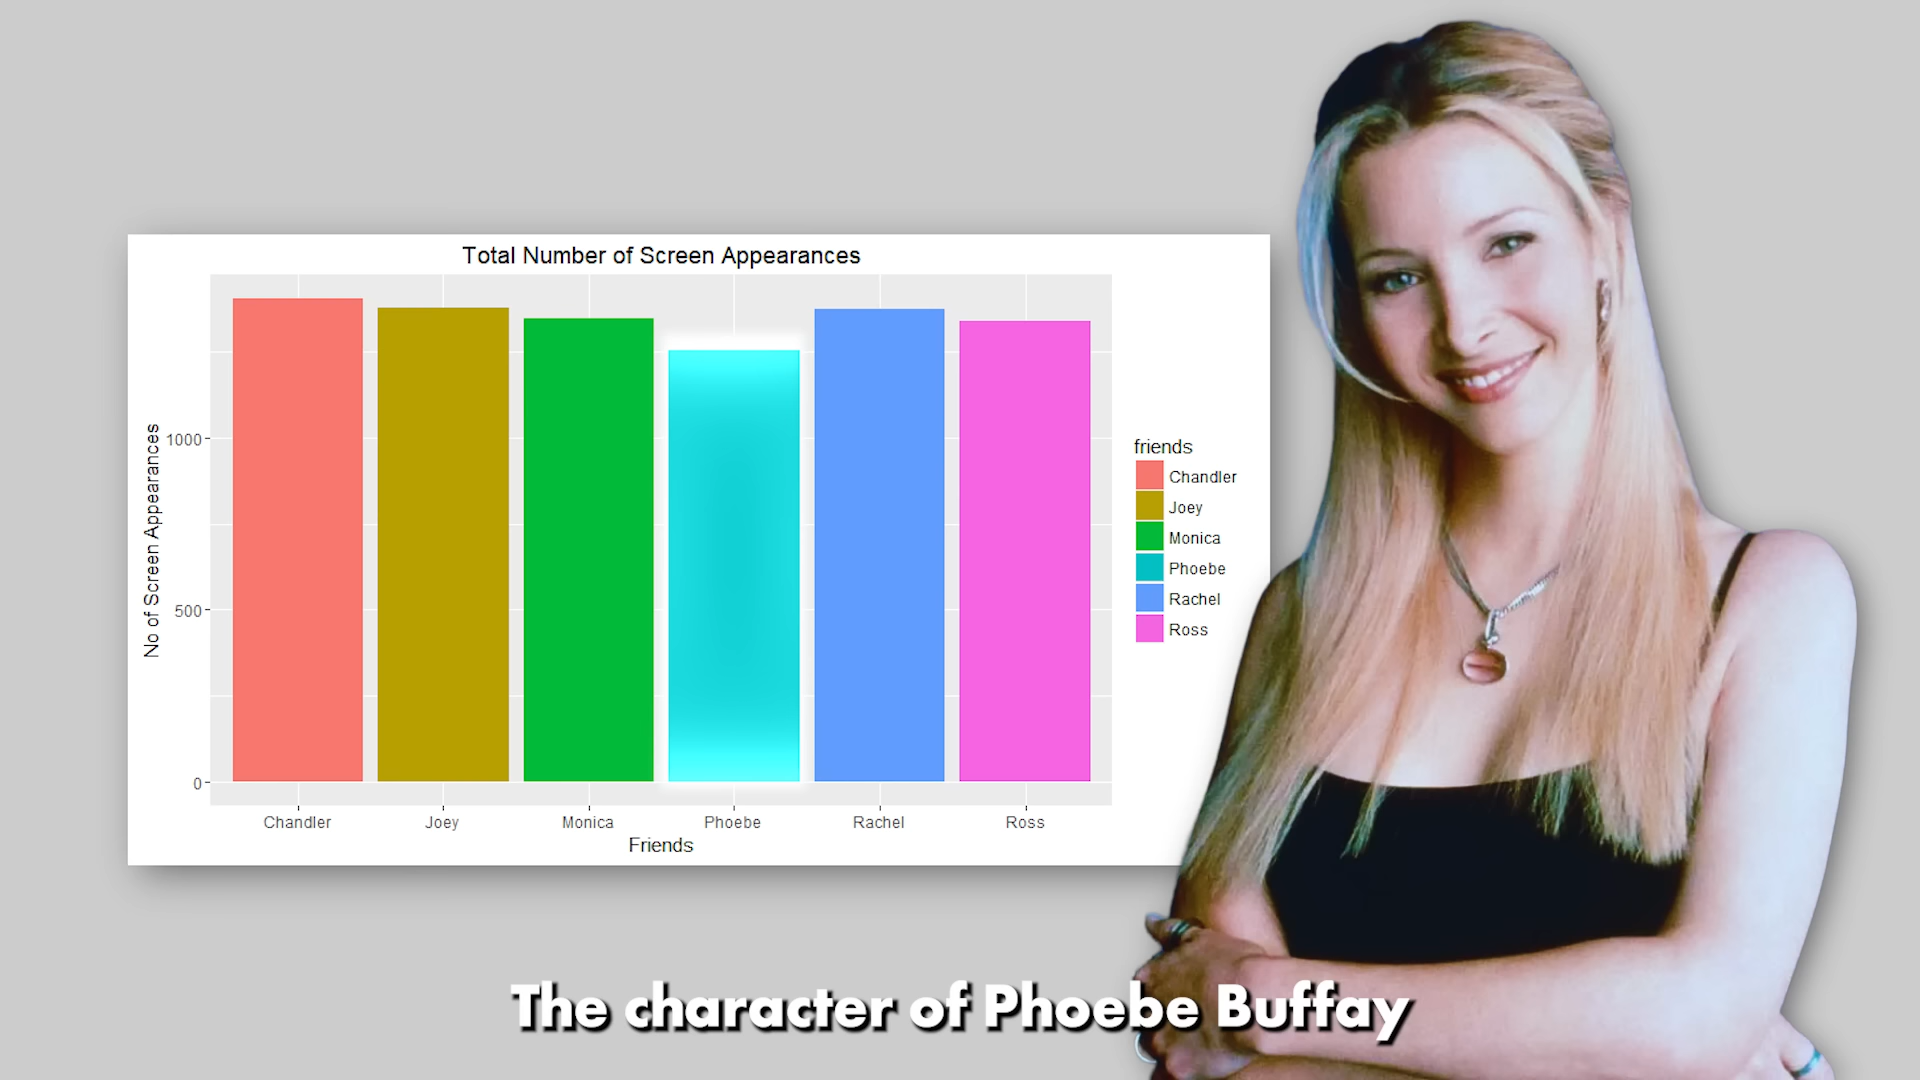 Total Number of Screen Appearances
No of Screen Appearances
1000
500
0
Chandler
Joey
Monica
Phoebe
Rachel
Ross
Friends
friends
Chandler
Joey
Monica
Phoebe
Rachel
Ross
The character of Phoebe Buffay